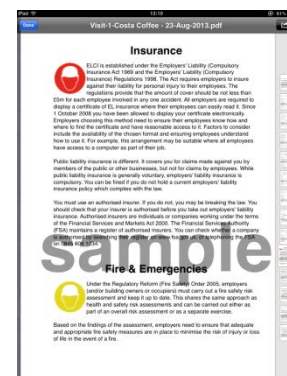 iPad
12:19
Done
Visit-1-Costa Coffee - 23-Aug-2013.pdf
Insurance
ELCI is established under the Employers' Liability (Compulsory
Insurance Act 1969 and the Employers' Liability (Compulsory
Insurance) Regulations 1998. The Act requires employers to insure
against their liability for personal injury to their employees. The
regulations provide that the amount of cover should be not less than
£5m for each employee involved in any one accident. All employers are required to
display a certificate of EL insurance where their employees can easily read it. Since
1 October 2008 you have been allowed to display your certificate electronically.
Employers choosing this method need to ensure their employees know how and
where to find the certificate and have reasonable access to it. Factors to consider
include the availability of the chosen format and ensuring employees understand
how to use it. For example, this arrangement may be suitable where all employees
have access to a computer as part of their job.
Public liability insurance is different. It covers you for claims made against you by
members of the public or other businesses, but not for claims by employees. While
public liability insurance is generally voluntary, employers' liability insurance is
compulsory. You can be fined if you do not hold a current employers' liability
insurance policy which complies with the law.
You must use an authorised insurer. If you do not, you may be breaking the law. You
should check that your insurer is authorised before you take out employers' liability
insurance. Authorised insurers are individuals or companies working under the terms
of the Financial Services and Markets Act 2000. The Financial Services Authority
(FSA) maintains a register of authorised insurers. You can check whether a company
is authorised by searching their register on www.fsa.gov.uk, or telephoning the FSA
on 0845 606 1234.
sample
Fire & Emergencies
Under the Regulatory Reform (Fire Safety) Order 2005, employers
(and/or building owners or occupiers) must carry out a fire safety risk
assessment and keep it up to date. This shares the same approach as
health and safety risk assessments and can be carried out either as
part of an overall risk assessment or as a separate exercise.
Based on the findings of the assessment, employers need to ensure that adequate
and appropriate fire safety measures are in place to minimise the risk of injury or loss
of life in the event of a fire.